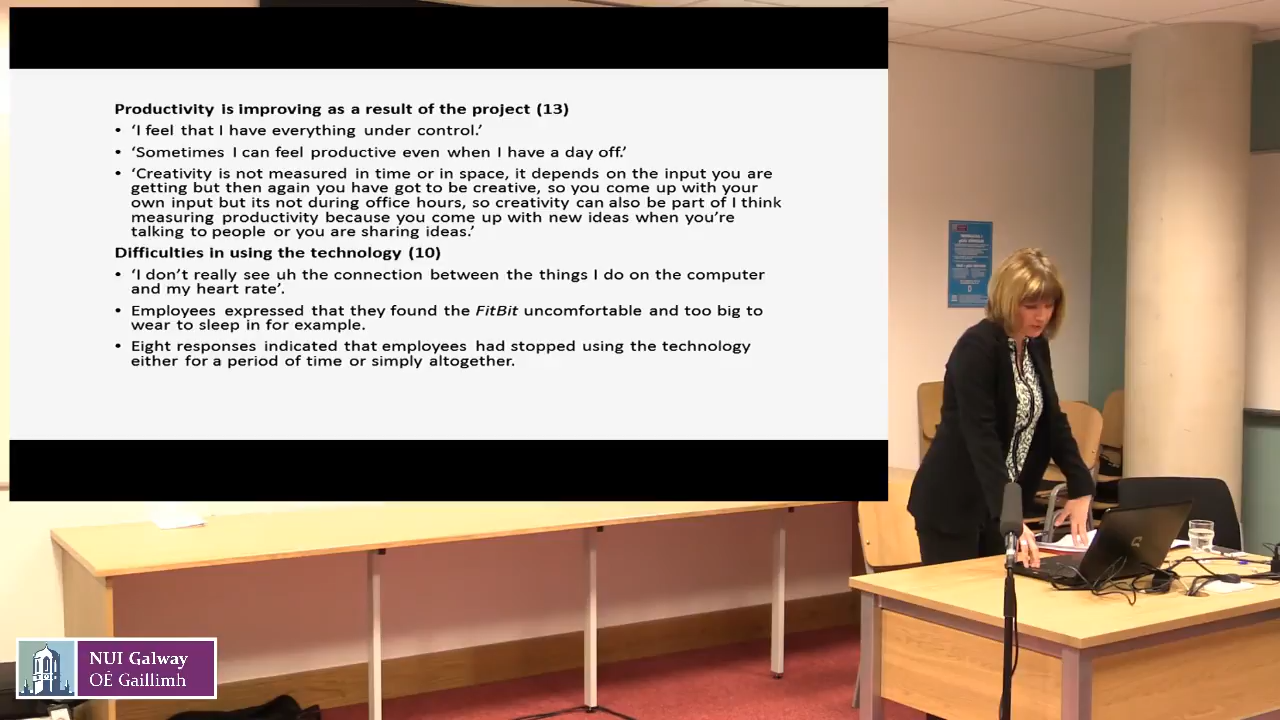 Productivity is improving as a result of the project (13)
• ‘I feel that I have everything under control.’
• ‘Sometimes I can feel productive even when I have a day off.’
• ‘Creativity is not measured in time or in space, it depends on the input you are
getting but then again you have got to be creative, so you come up with your
own input but its not during office hours, so creativity can also be part of I think
measuring productivity because you come up with new ideas when you’re
talking to people or you are sharing ideas.’
Difficulties in using the technology (10)
• ‘I don’t really see uh the connection between the things I do on the computer
and my heart rate’.
• Employees expressed that they found the FitBit uncomfortable and too big to
wear to sleep in for example.
• Eight responses indicated that employees had stopped using the technology
either for a period of time or simply altogether.
NUI Galway
OÉ Gaillimh